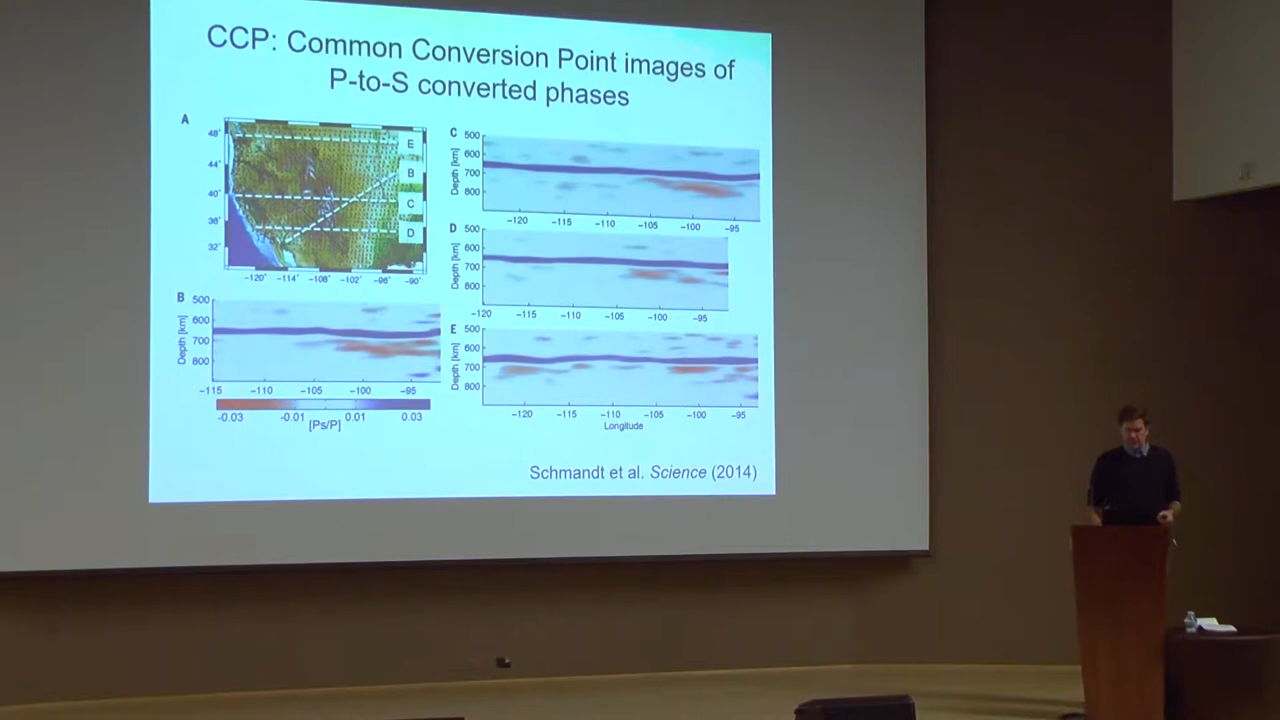 CCP: Common Conversion Point images of
P-to-S converted phases
A
48°
44°
40°
36°
32°
E
B
C
D
-120° -114° -108° -102° -96° -90°
B
500
600
700
800
Depth [km]
-115 -110 -105 -100 -95
-0.03 -0.01 0.01 0.03
[Ps/P]
C
500
600
700
800
Depth [km]
-120 -115 -110 -105 -100 -95
D
500
600
700
800
Depth [km]
-120 -115 -110 -105 -100 -95
E
500
600
700
800
Depth [km]
-120 -115 -110 -105 -100 -95
Longitude
Schmandt et al. Science (2014)